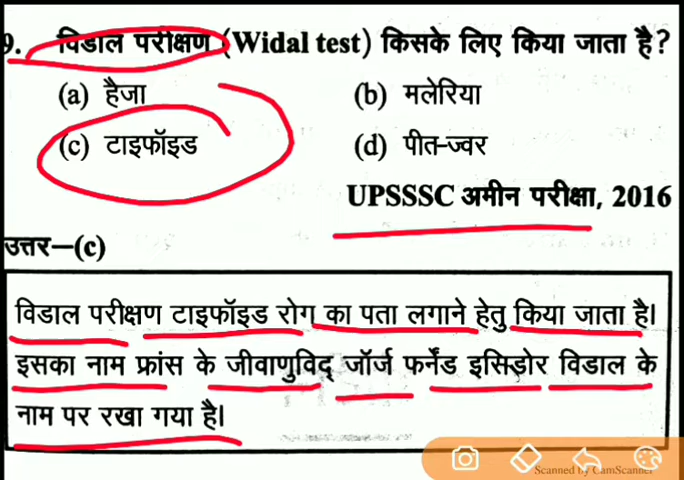 9. विडाल परीक्षण (Widal test) किसके लिए किया जाता है?
(a) हैजा (b) मलेरिया
(c) टाइफॉइड (d) पीत-ज्वर
UPSSSC अमीन परीक्षा, 2016
उत्तर—(c)
विडाल परीक्षण टाइफॉइड रोग का पता लगाने हेतु किया जाता है।
इसका नाम फ्रांस के जीवाणुविद् जॉर्ज फर्नेंड इसिड़ोर विडाल के
नाम पर रखा गया है।
Scanned by CamScanner